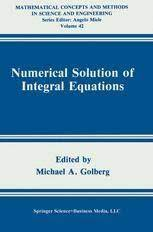 MATHEMATICAL CONCEPTS AND METHODS
IN SCIENCE AND ENGINEERING
Series Editor: Angelo Miele
Volume 42
Numerical Solution of
Integral Equations
Edited by
Michael A. Golberg
Springer Science+Business Media, LLC